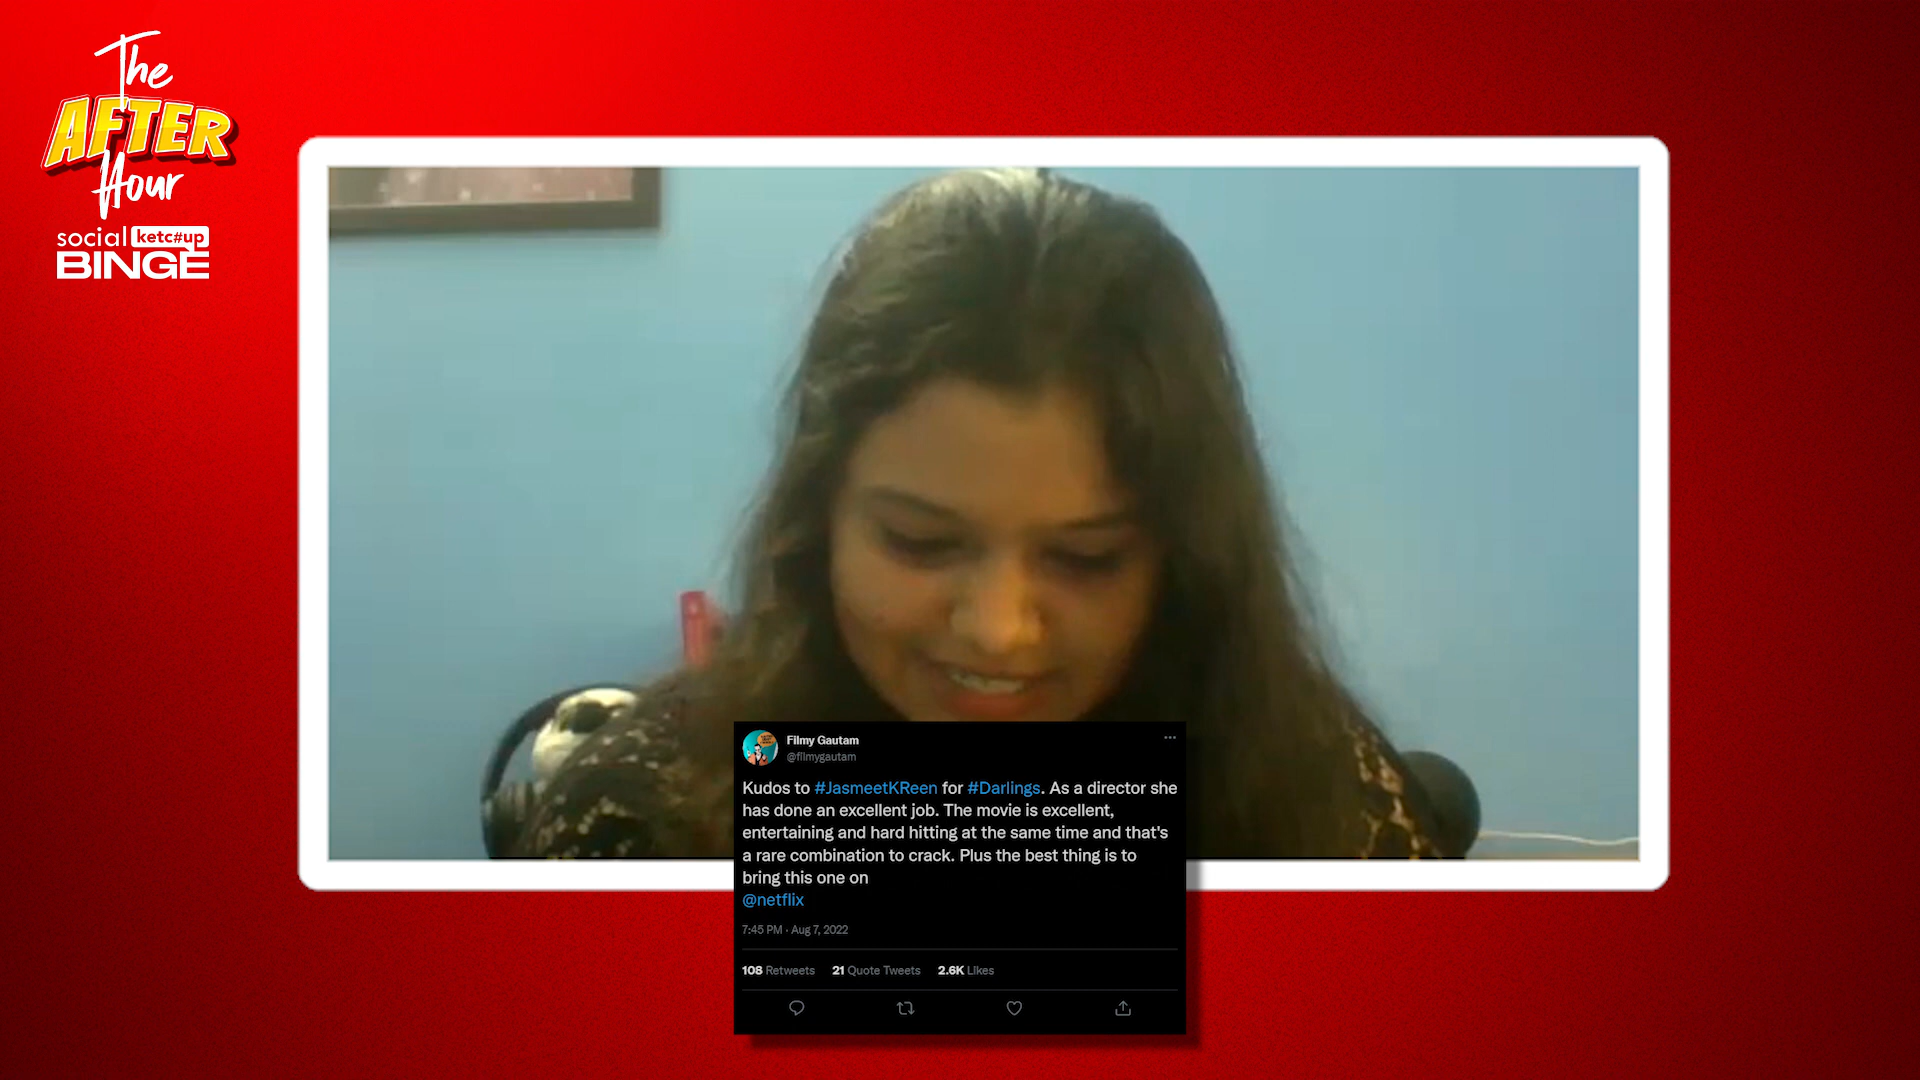 The
AFTER
Hour
social ketc#up
BINGE
Filmy Gautam
@filmygautam
Kudos to #JasmeetKReen for #Darlings. As a director she
has done an excellent job. The movie is excellent,
entertaining and hard hitting at the same time and that's
a rare combination to crack. Plus the best thing is to
bring this one on
@netflix
7:45 PM · Aug 7, 2022
108 Retweets 21 Quote Tweets 2.6K Likes